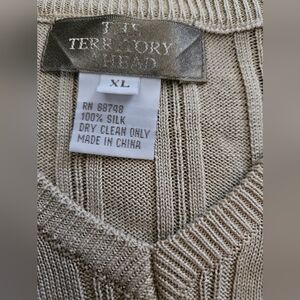 THE
TERRITORY
AHEAD
XL
RN 88748
100% SILK
DRY CLEAN ONLY
MADE IN CHINA